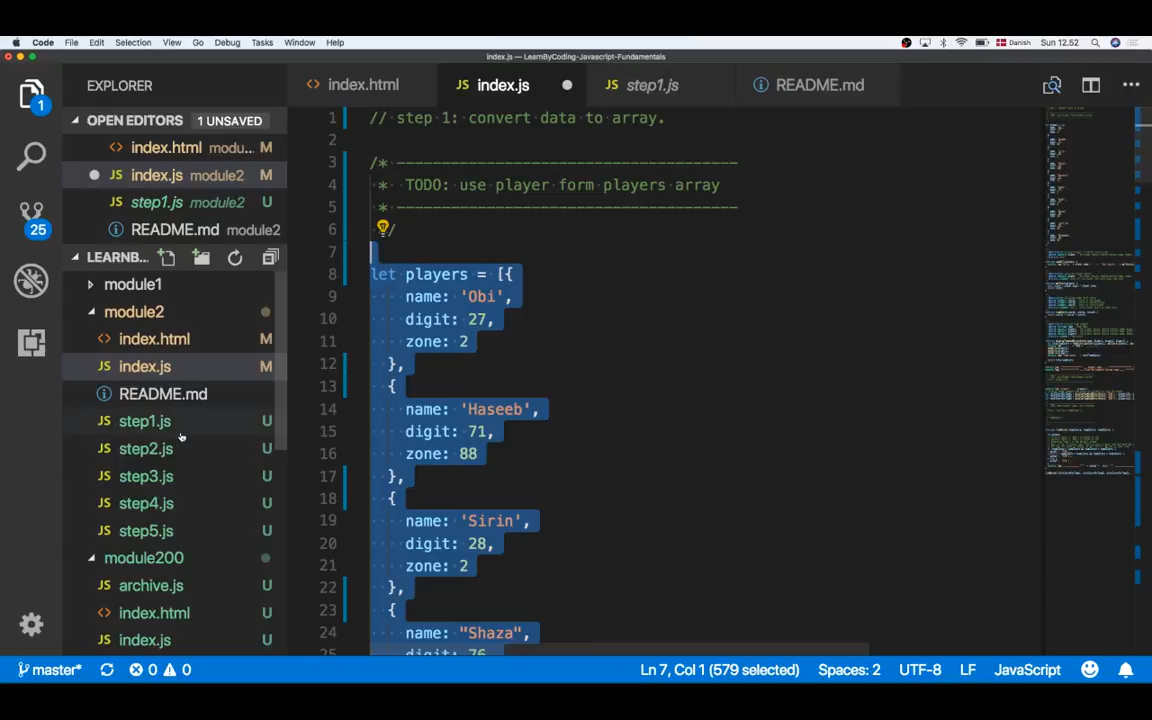 Code File Edit Selection View Go Debug Tasks Window Help Danish Sun 12.52
index.js — LearnByCoding-Javascript-Fundamentals
EXPLORER
index.html
index.js
step1.js
README.md
1
OPEN EDITORS 1 UNSAVED
index.html modu... M
index.js module2 M
step1.js module2 U
README.md module2
25
LEARNB...
module1
module2
index.html M
index.js M
README.md
step1.js U
step2.js U
step3.js U
step4.js U
step5.js U
module200
archive.js U
index.html U
index.js U
1 // step 1: convert data to array.
2
3 /* ------------------------------------
4 * TODO: use player form players array
5 * ------------------------------------
6 */
7
8 let players = [{
9 name: 'Obi',
10 digit: 27,
11 zone: 2
12 },
13 {
14 name: 'Haseeb',
15 digit: 71,
16 zone: 88
17 },
18 {
19 name: 'Sirin',
20 digit: 28,
21 zone: 2
22 },
23 {
24 name: "Shaza",
25 digit: 76,
master* 0 0 Ln 7, Col 1 (579 selected) Spaces: 2 UTF-8 LF JavaScript